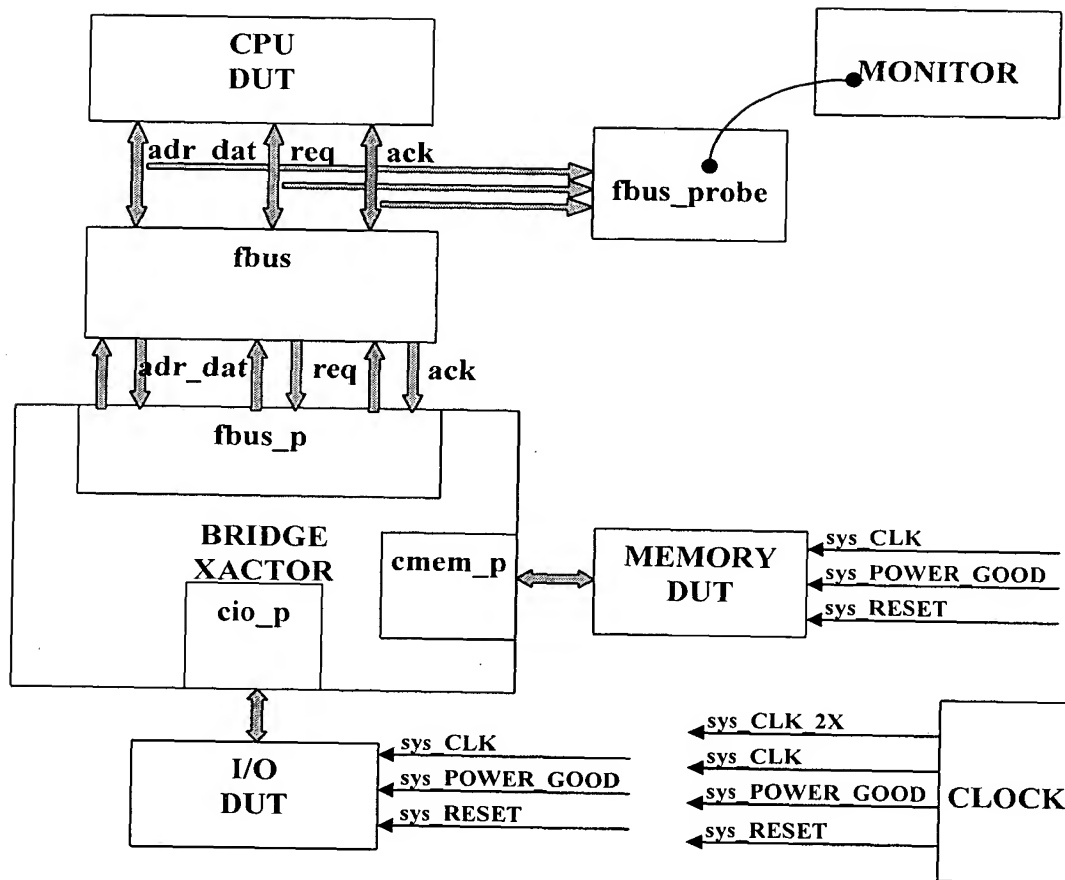 CPU
DUT
MONITOR
adr_dat req ack
fbus_probe
fbus
adr_dat req ack
fbus_p
BRIDGE
XACTOR
cmem_p
cio_p
MEMORY
DUT
sys_CLK
sys_POWER_GOOD
sys_RESET
I/O
DUT
sys_CLK
sys_POWER_GOOD
sys_RESET
sys_CLK_2X
sys_CLK
sys_POWER_GOOD
sys_RESET
CLOCK